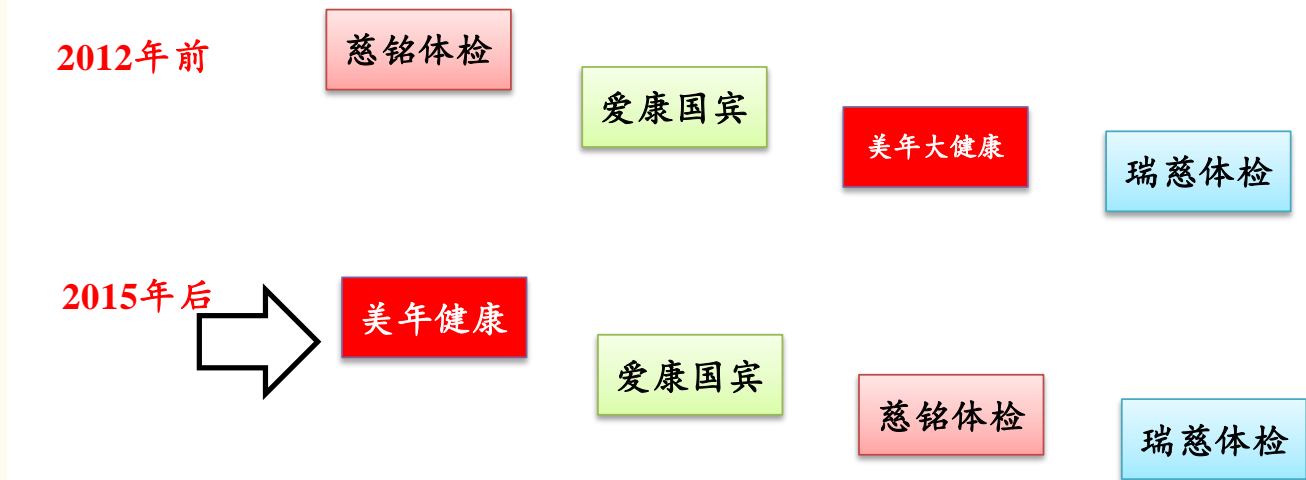 2012年前
慈铭体检
爱康国宾
美年大健康
瑞慈体检
2015年后
美年健康
爱康国宾
慈铭体检
瑞慈体检